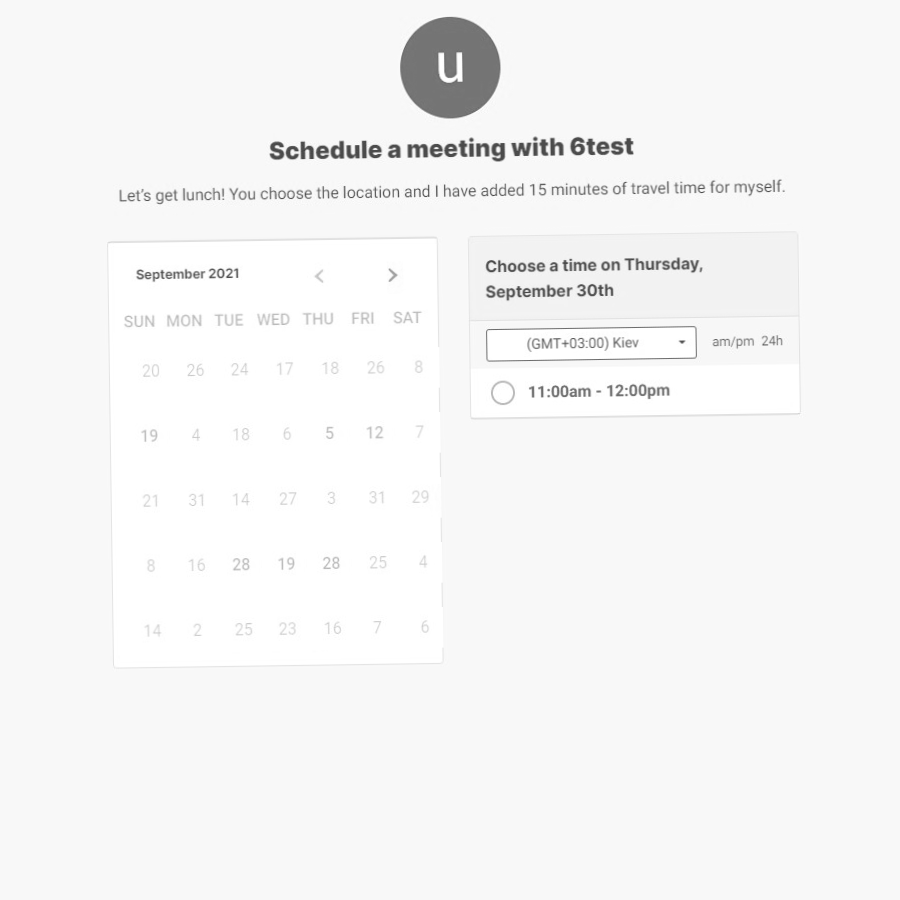 u
Schedule a meeting with 6test
Let's get lunch! You choose the location and I have added 15 minutes of travel time for myself.
September 2021
SUN MON TUE WED THU FRI SAT
20 26 24 17 18 26 8
19 4 18 6 5 12 7
21 31 14 27 3 31 29
8 16 28 19 28 25 4
14 2 25 23 16 7 6
Choose a time on Thursday,
September 30th
(GMT+03:00) Kiev am/pm 24h
11:00am - 12:00pm